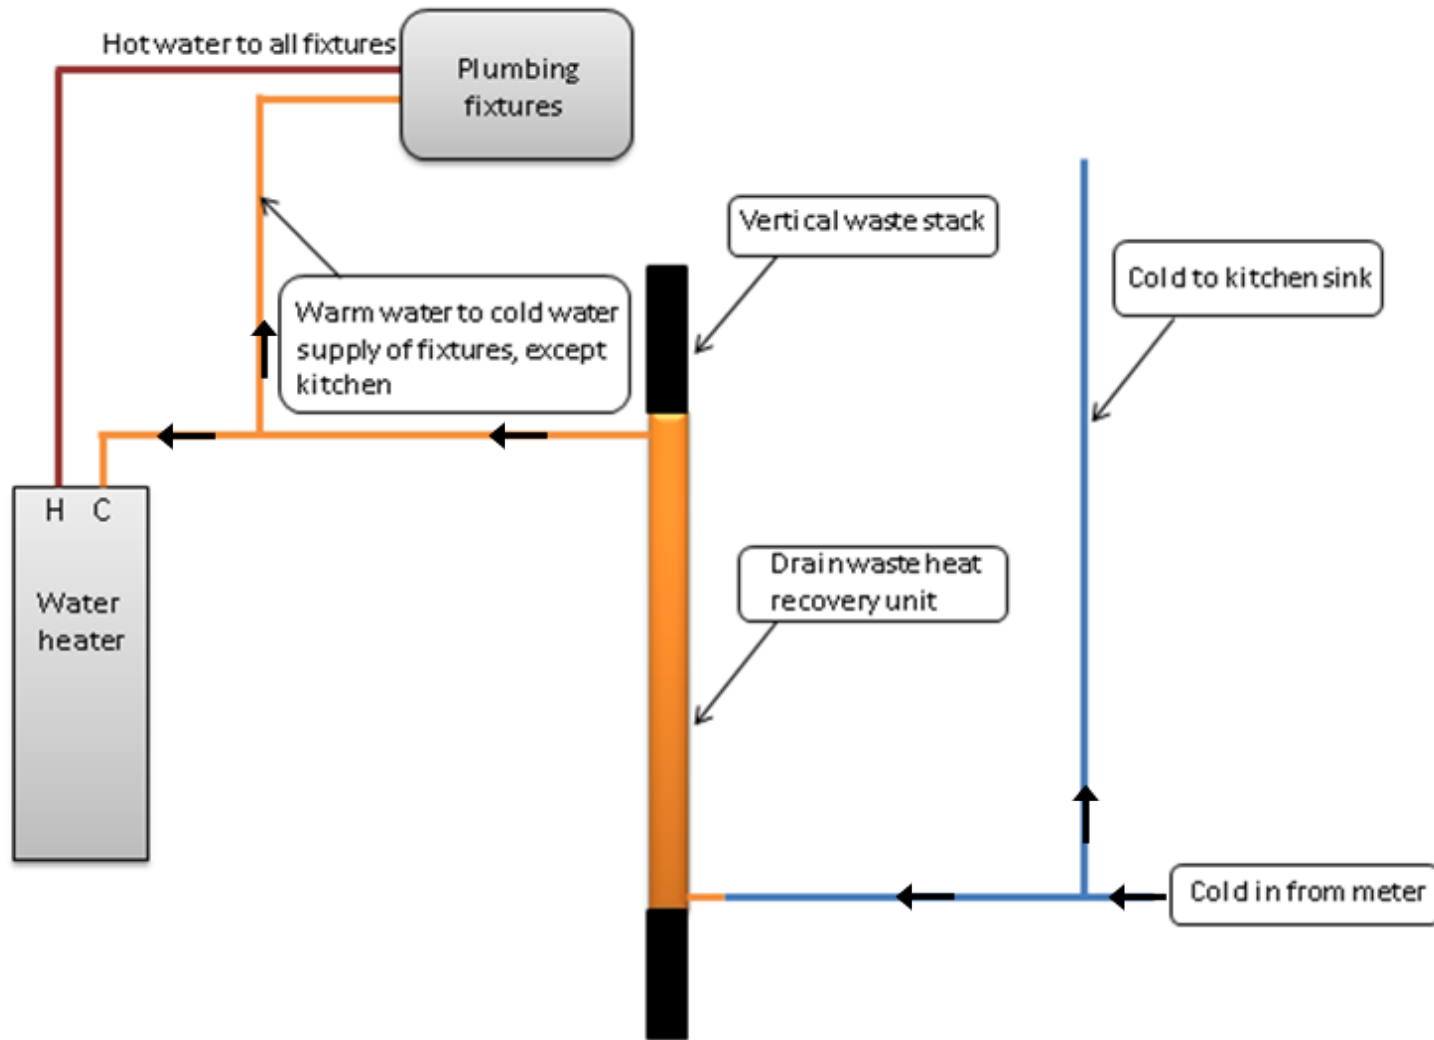 Hot water to all fixtures
Plumbing
fixtures
Vertical waste stack
Cold to kitchen sink
Warm water to cold water
supply of fixtures, except
kitchen
H C
Water
heater
Drain waste heat
recovery unit
Cold in from meter